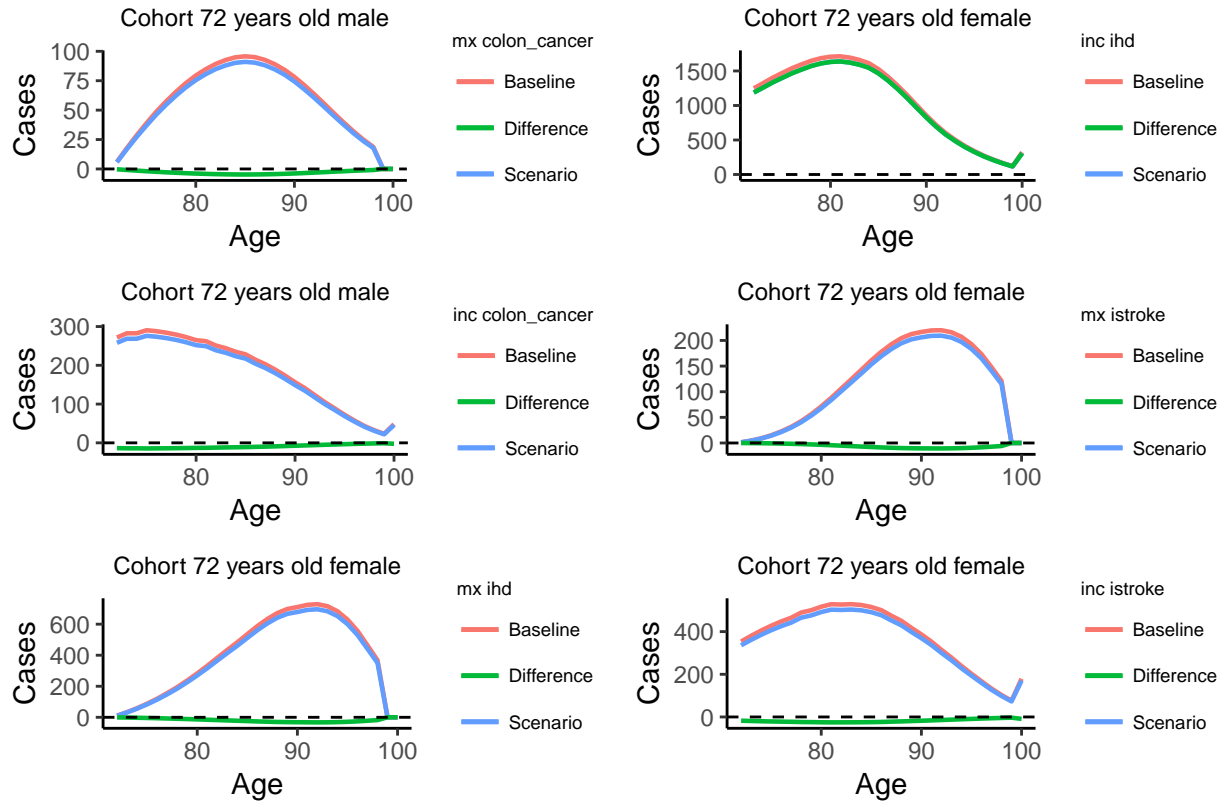 Cohort 72 years old male
mx colon_cancer
100
75
50
25
0
Cases
Baseline
Difference
Scenario
80 90 100
Age
Cohort 72 years old female
inc ihd
1500
1000
500
0
Cases
Baseline
Difference
Scenario
80 90 100
Age
Cohort 72 years old male
inc colon_cancer
300
200
100
0
Cases
Baseline
Difference
Scenario
80 90 100
Age
Cohort 72 years old female
mx istroke
200
150
100
50
0
Cases
Baseline
Difference
Scenario
80 90 100
Age
Cohort 72 years old female
mx ihd
600
400
200
0
Cases
Baseline
Difference
Scenario
80 90 100
Age
Cohort 72 years old female
inc istroke
400
200
0
Cases
Baseline
Difference
Scenario
80 90 100
Age